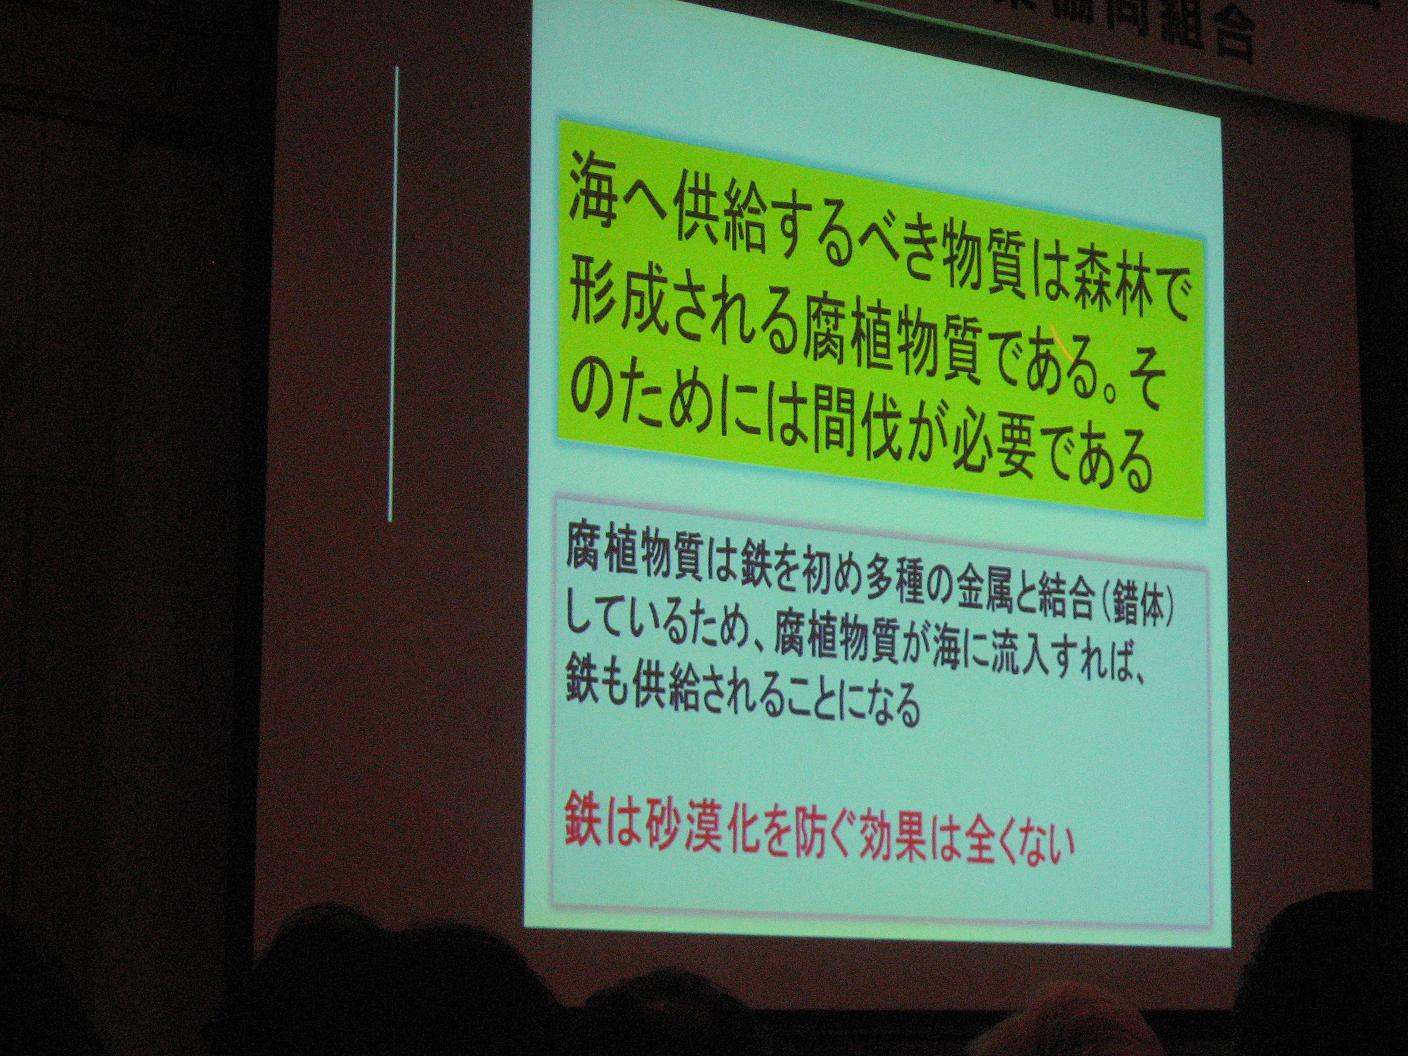 協同組合
海へ供給するべき物質は森林で
形成される腐植物質である。そ
のためには間伐が必要である
腐植物質は鉄を初め多種の金属と結合(錯体)
しているため、腐植物質が海に流入すれば、
鉄も供給されることになる
鉄は砂漠化を防ぐ効果は全くない